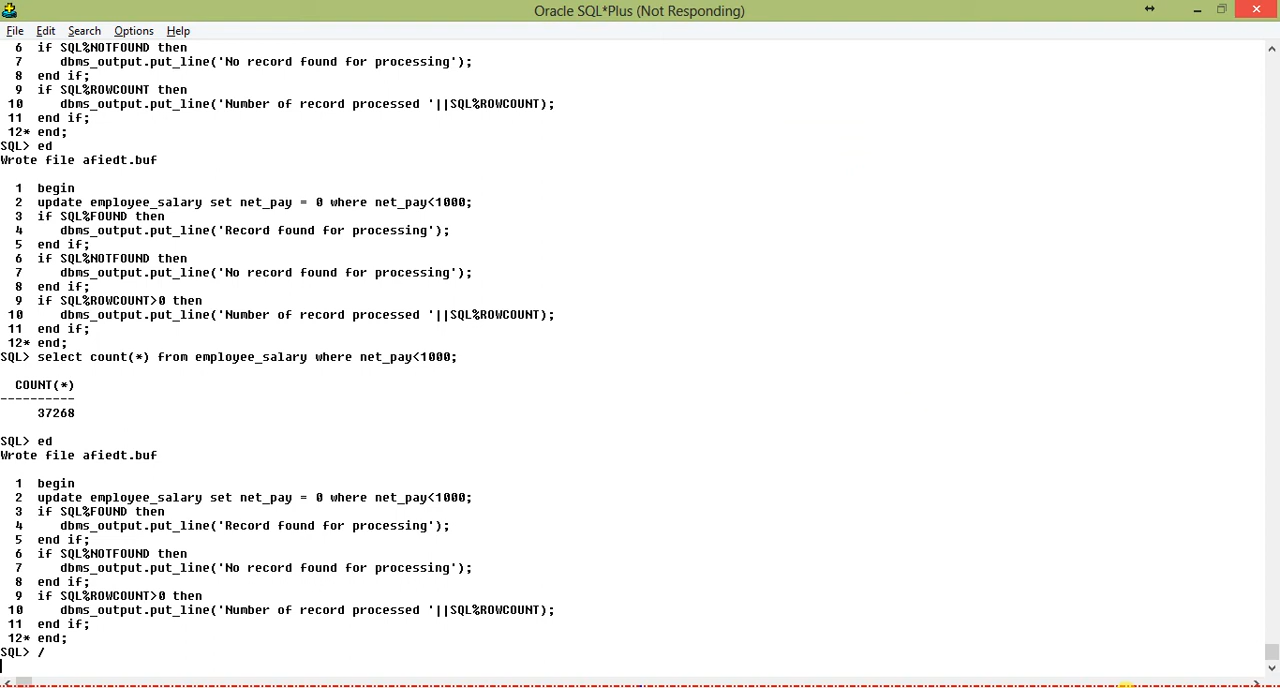 Oracle SQL*Plus (Not Responding)
File Edit Search Options Help
6 if SQL%NOTFOUND then
7 dbms_output.put_line('No record found for processing');
8 end if;
9 if SQL%ROWCOUNT then
10 dbms_output.put_line('Number of record processed '||SQL%ROWCOUNT);
11 end if;
12* end;
SQL> ed
Wrote file afiedt.buf
1 begin
2 update employee_salary set net_pay = 0 where net_pay<1000;
3 if SQL%FOUND then
4 dbms_output.put_line('Record found for processing');
5 end if;
6 if SQL%NOTFOUND then
7 dbms_output.put_line('No record found for processing');
8 end if;
9 if SQL%ROWCOUNT>0 then
10 dbms_output.put_line('Number of record processed '||SQL%ROWCOUNT);
11 end if;
12* end;
SQL> select count(*) from employee_salary where net_pay<1000;
COUNT(*)
----------
37268
SQL> ed
Wrote file afiedt.buf
1 begin
2 update employee_salary set net_pay = 0 where net_pay<1000;
3 if SQL%FOUND then
4 dbms_output.put_line('Record found for processing');
5 end if;
6 if SQL%NOTFOUND then
7 dbms_output.put_line('No record found for processing');
8 end if;
9 if SQL%ROWCOUNT>0 then
10 dbms_output.put_line('Number of record processed '||SQL%ROWCOUNT);
11 end if;
12* end;
SQL> /